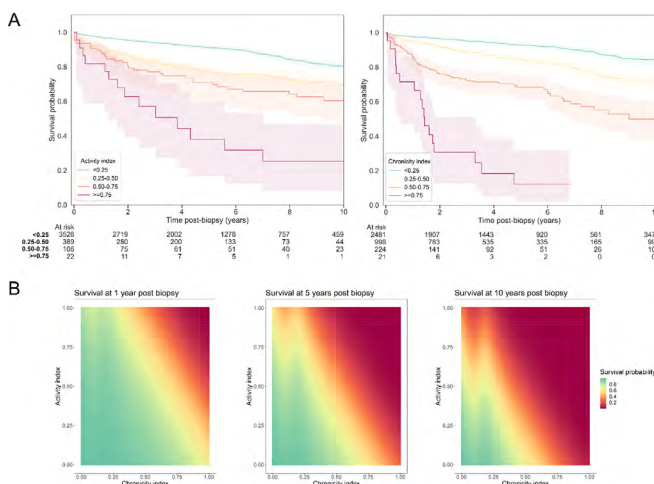 A
1.0
0.8
0.6
0.4
0.2
0.0
Survival probability
Activity index
<0.25
0.25-0.50
0.50-0.75
>=0.75
0 2 4 6 8 10
Time post-biopsy (years)
At risk
<0.25 3526 2719 2002 1278 757 459
0.25-0.50 389 280 200 133 73 44
0.50-0.75 106 75 61 51 40 23
>=0.75 22 11 7 5 1 1
1.0
0.8
0.6
0.4
0.2
0.0
Survival probability
Chronicity index
<0.25
0.25-0.50
0.50-0.75
>=0.75
0 2 4 6 8 10
Time post-biopsy (years)
At risk
2481 1907 1443 920 561 347
998 783 535 335 165 99
224 141 92 51 26 10
21 6 3 2 0 0
B
Survival at 1 year post biopsy
1.00
0.75
0.50
0.25
0.00
Activity index
0.00 0.25 0.50 0.75 1.00
Chronicity index
Survival at 5 years post biopsy
1.00
0.75
0.50
0.25
0.00
Activity index
0.00 0.25 0.50 0.75 1.00
Chronicity index
Survival at 10 years post biopsy
1.00
0.75
0.50
0.25
0.00
Activity index
0.00 0.25 0.50 0.75 1.00
Chronicity index
Survival probability
0.8
0.6
0.4
0.2